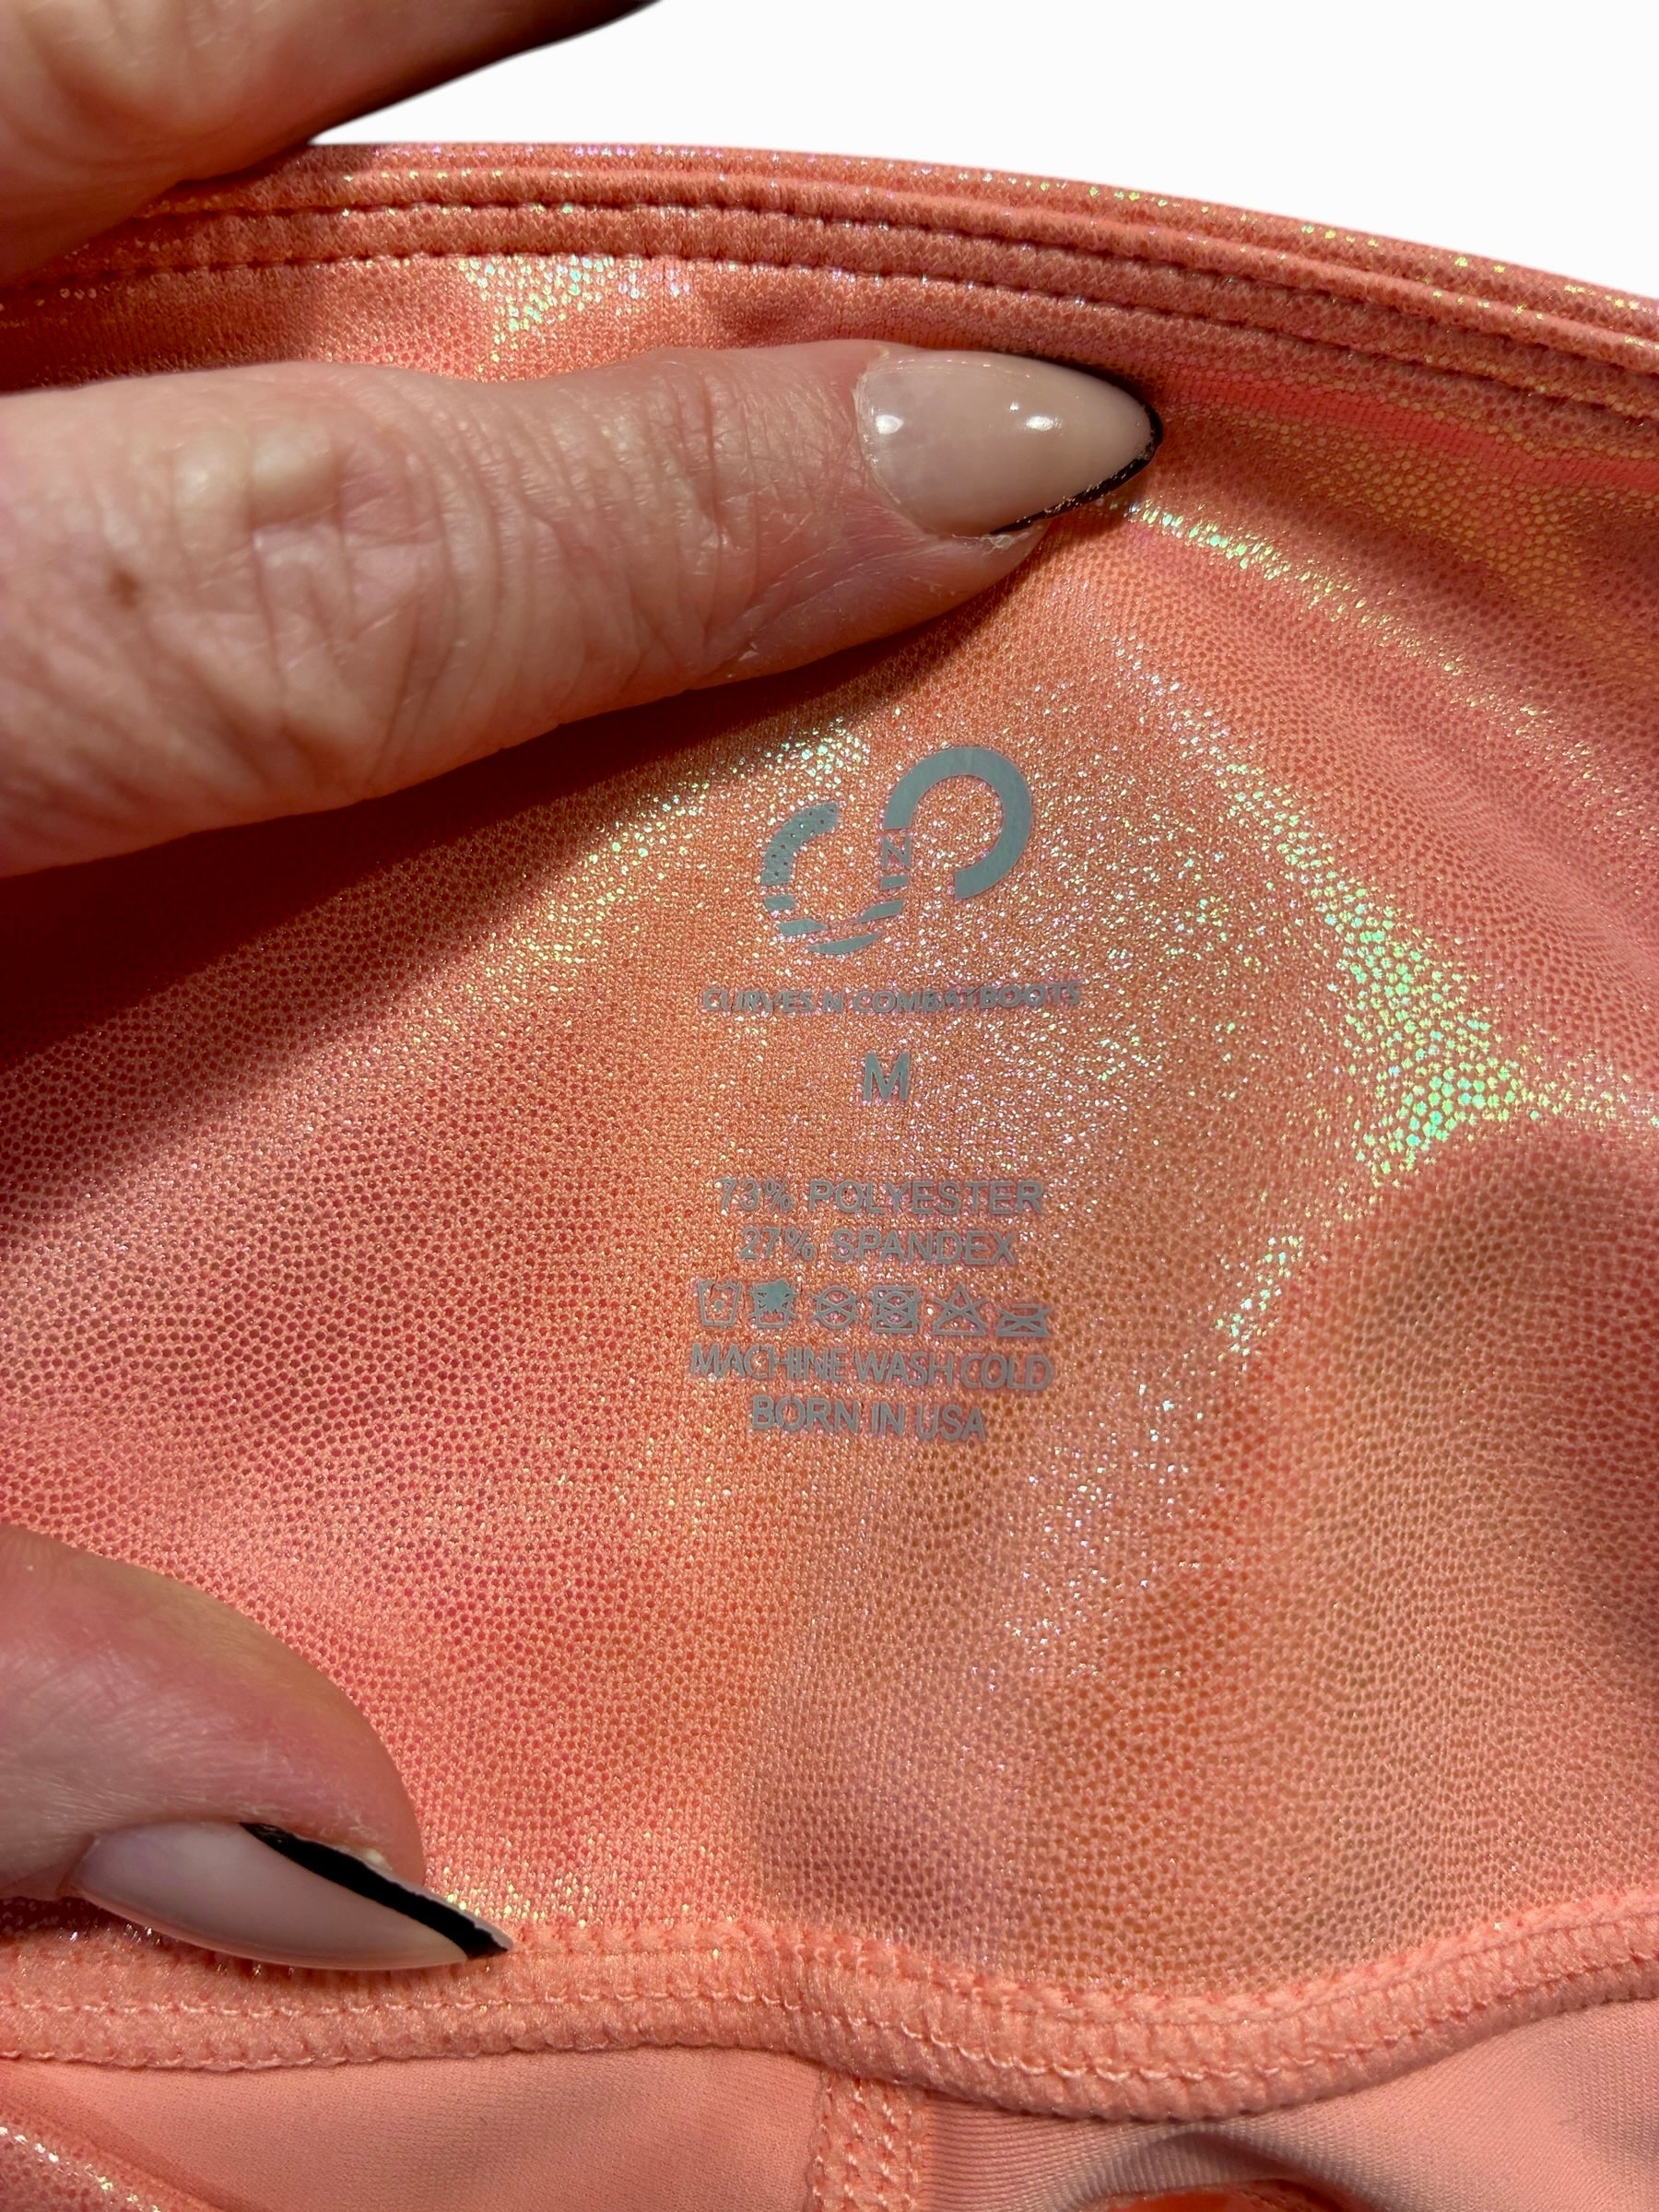 N
CURVES N COMBATBOOTS
M
73% POLYESTER
27% SPANDEX
MACHINE WASH COLD
BORN IN USA